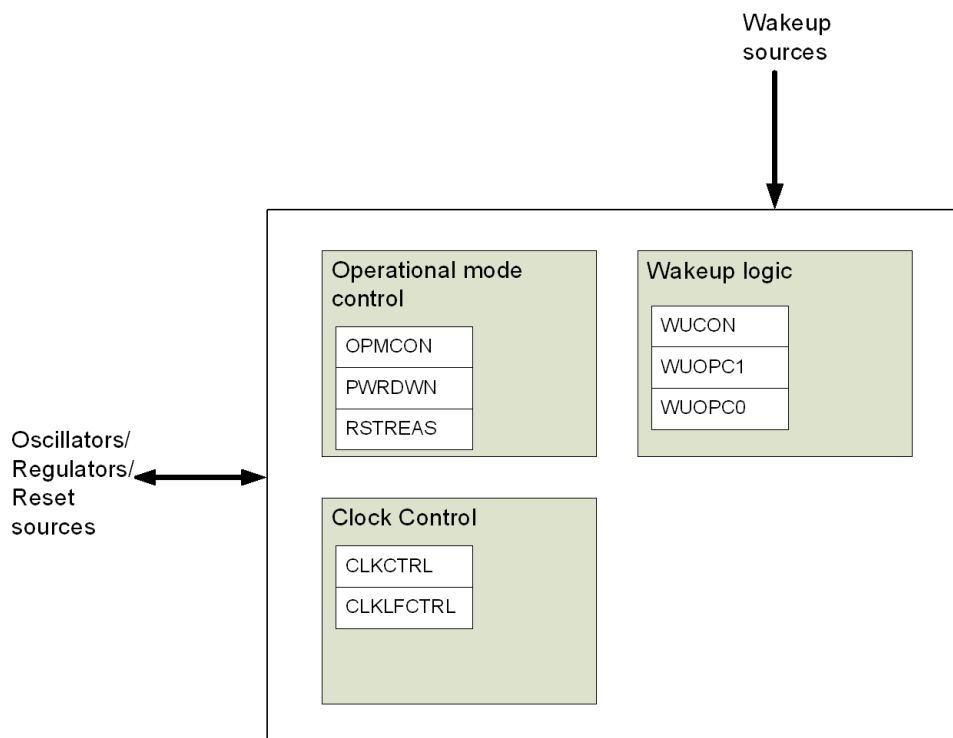 Wakeup
sources
Operational mode
control
OPMCON
PWRDWN
RSTREAS
Wakeup logic
WUCON
WUOPC1
WUOPC0
Oscillators/
Regulators/
Reset
sources
Clock Control
CLKCTRL
CLKLFCTRL